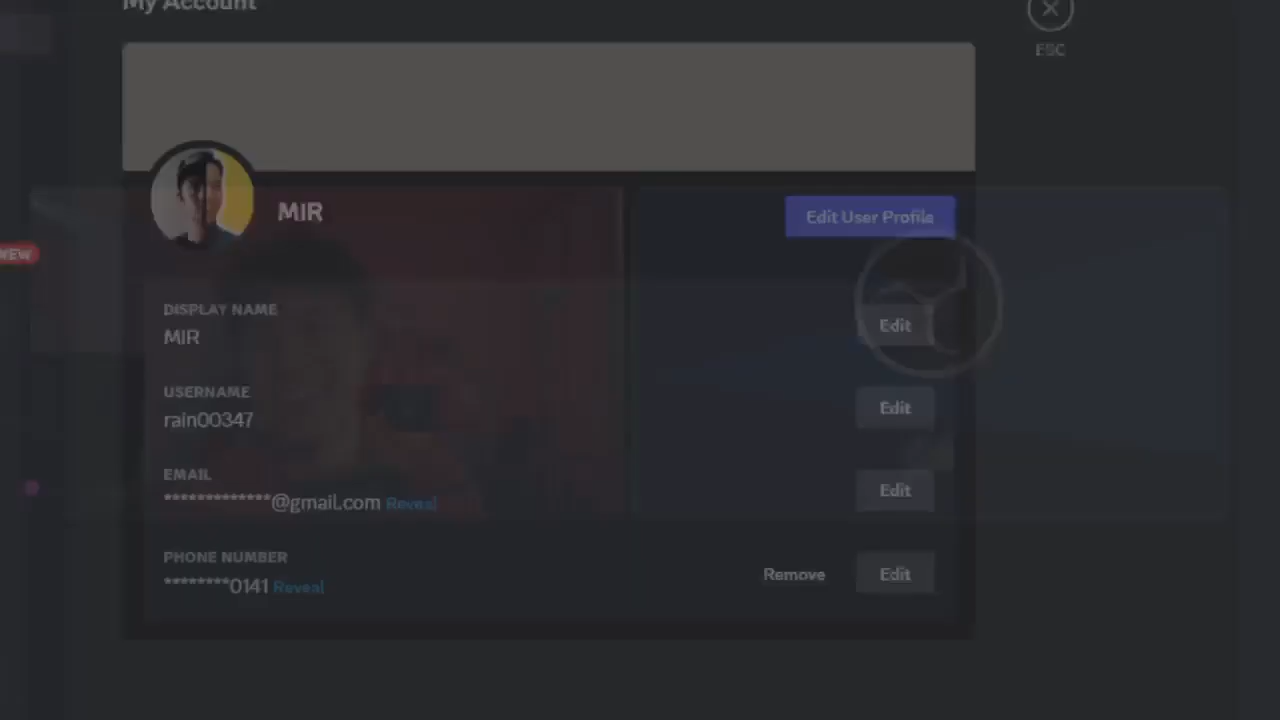 My Account
ESC
MIR
Edit User Profile
NEW
DISPLAY NAME
MIR
Edit
USERNAME
rain00347
Edit
EMAIL
*************@gmail.com Reveal
Edit
PHONE NUMBER
********0141 Reveal
Remove
Edit